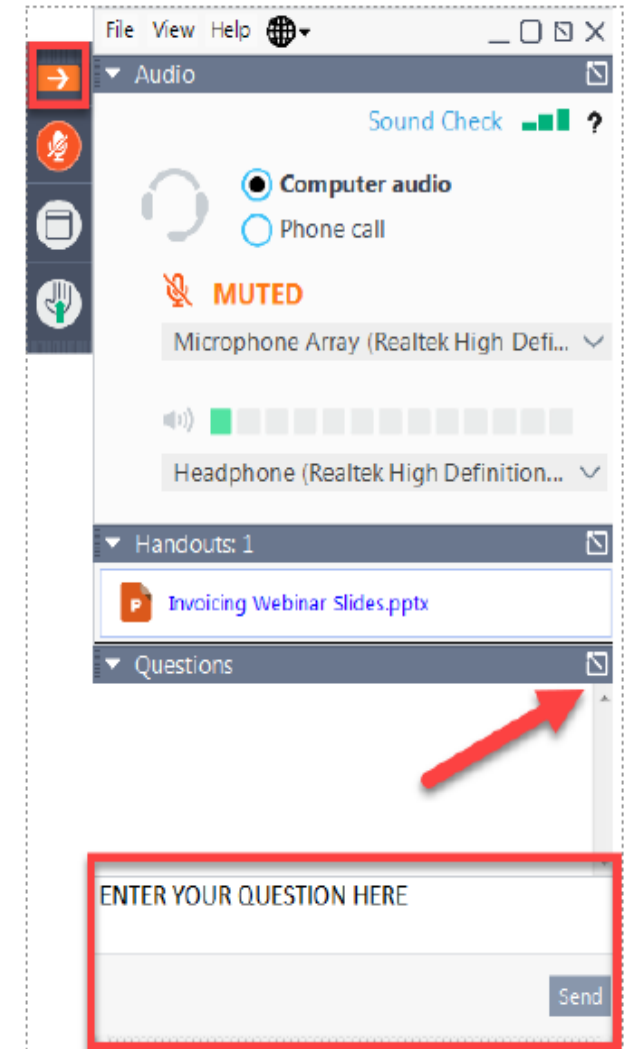 File View Help
Audio
Sound Check ?
Computer audio
Phone call
MUTED
Microphone Array (Realtek High Defi...
Headphone (Realtek High Definition...
Handouts: 1
P Invoicing Webinar Slides.pptx
Questions
ENTER YOUR QUESTION HERE
Send